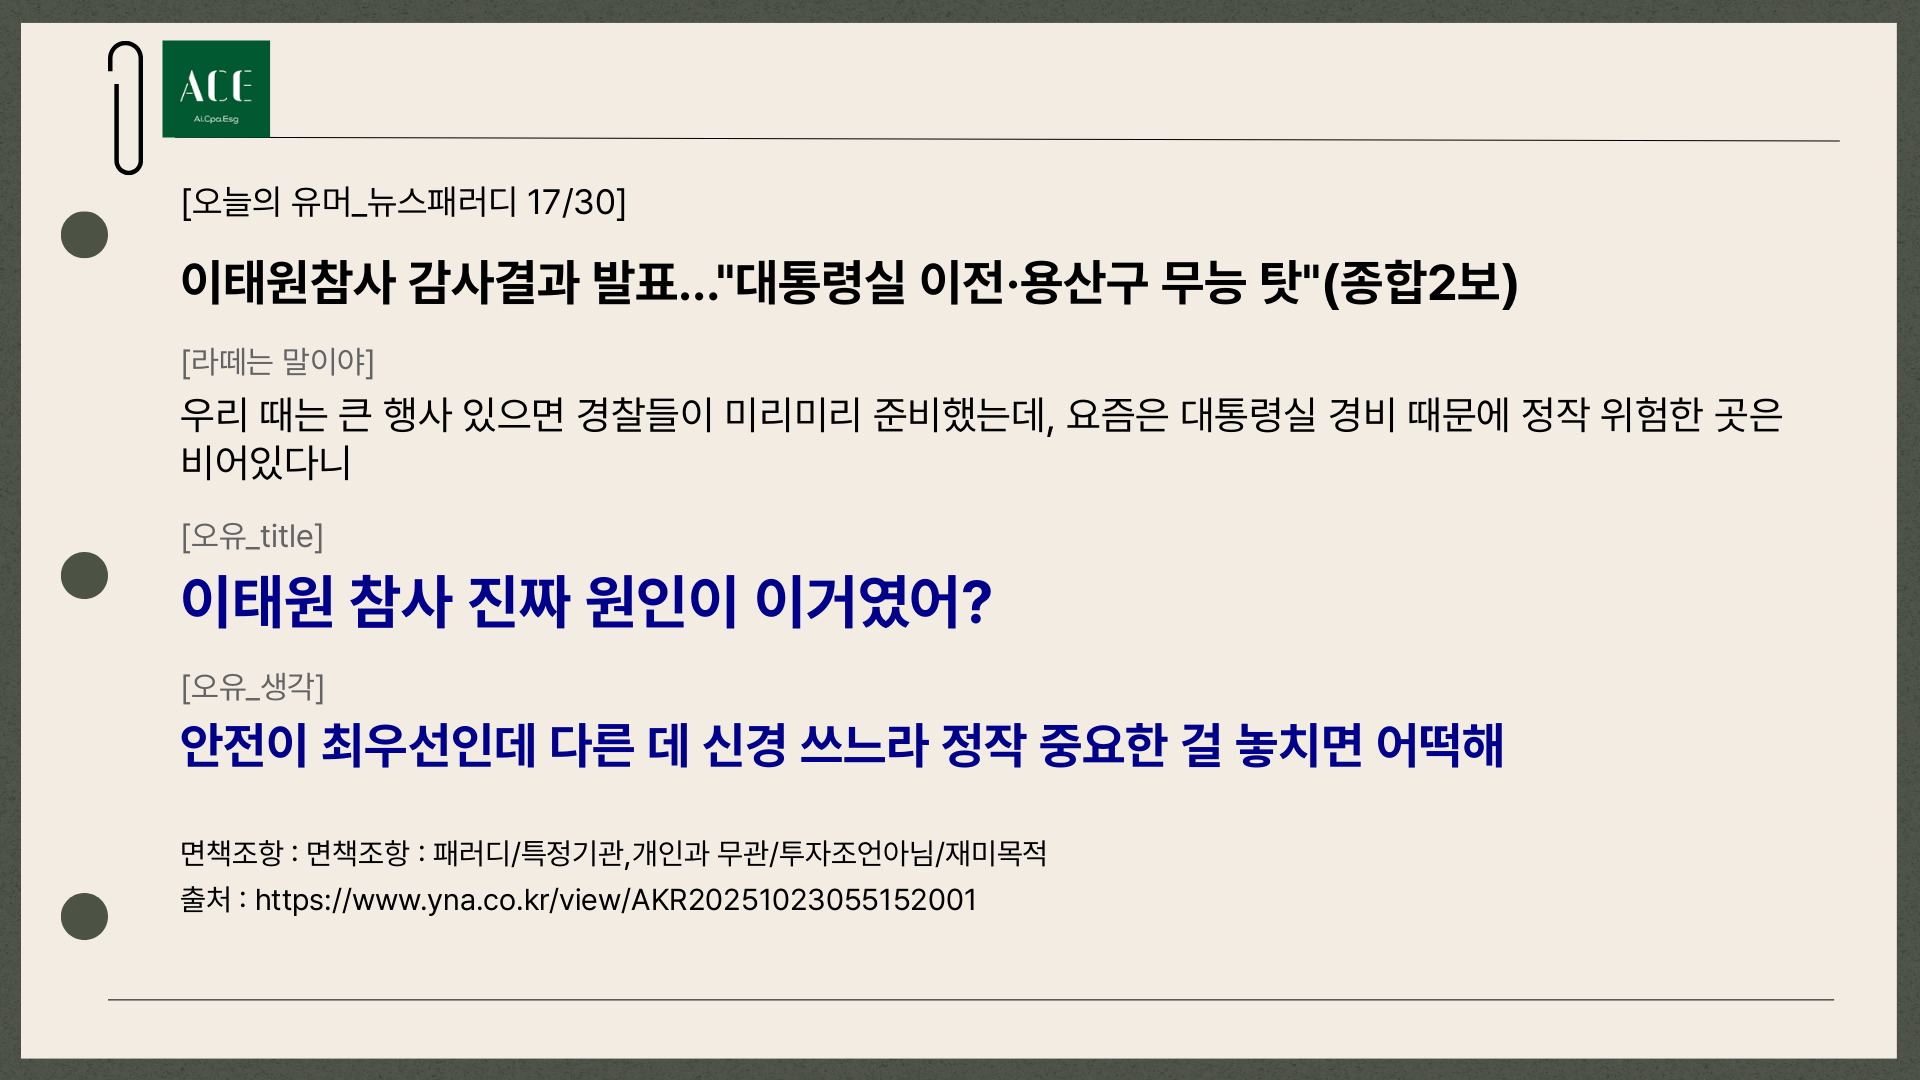 ACE
Ai.Cpa.Esg
[오늘의 유머_뉴스패러디 17/30]
이태원참사 감사결과 발표..."대통령실 이전·용산구 무능 탓"(종합2보)
[라떼는 말이야]
우리 때는 큰 행사 있으면 경찰들이 미리미리 준비했는데, 요즘은 대통령실 경비 때문에 정작 위험한 곳은
비어있다니
[오유_title]
이태원 참사 진짜 원인이 이거였어?
[오유_생각]
안전이 최우선인데 다른 데 신경 쓰느라 정작 중요한 걸 놓치면 어떡해
면책조항 : 면책조항 : 패러디/특정기관,개인과 무관/투자조언아님/재미목적
출처 : https://www.yna.co.kr/view/AKR20251023055152001